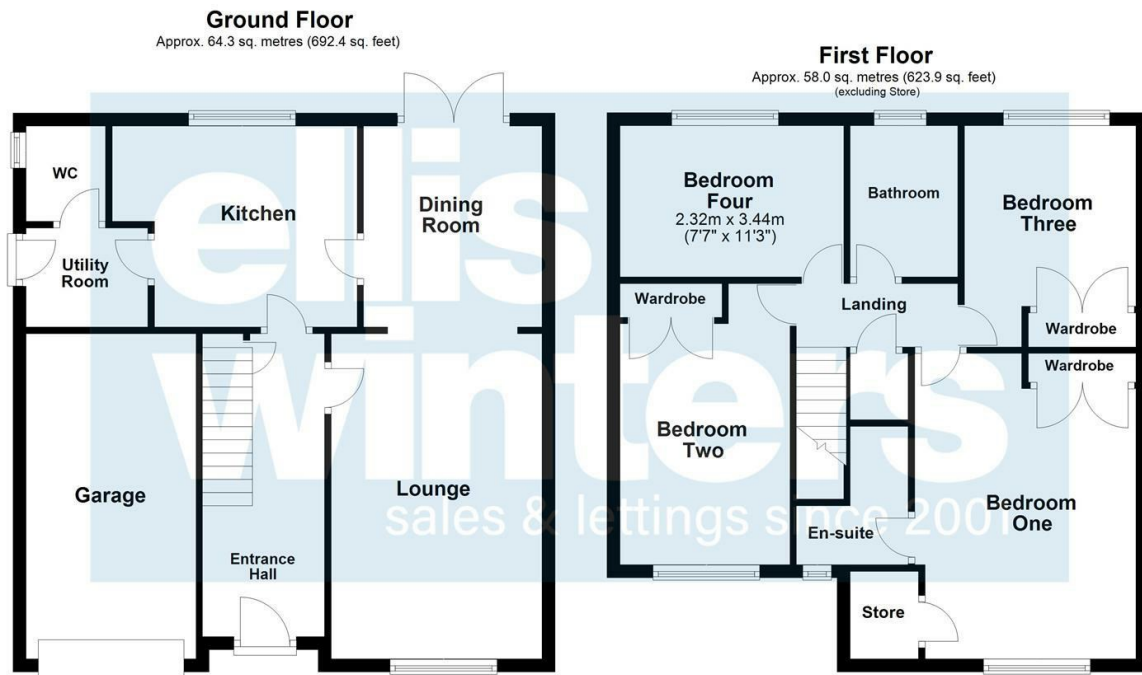 Ground Floor
Approx. 64.3 sq. metres (692.4 sq. feet)
WC
Kitchen
Dining
Room
Utility
Room
Garage
Entrance
Hall
Lounge
First Floor
Approx. 58.0 sq. metres (623.9 sq. feet)
(excluding Store)
Bedroom
Four
2.32m x 3.44m
(7'7" x 11'3")
Bathroom
Bedroom
Three
Wardrobe
Landing
Wardrobe
Wardrobe
Bedroom
Two
Bedroom
One
En-suite
Store
ellis
winters
sales & lettings since 2001